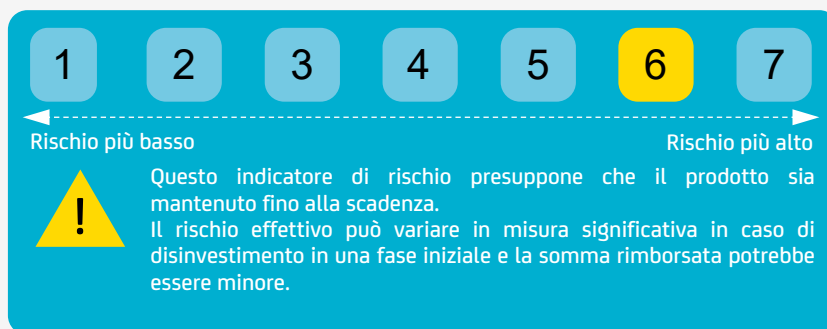 1 2 3 4 5 6 7
Rischio più basso Rischio più alto
! Questo indicatore di rischio presuppone che il prodotto sia
mantenuto fino alla scadenza.
Il rischio effettivo può variare in misura significativa in caso di
disinvestimento in una fase iniziale e la somma rimborsata potrebbe
essere minore.